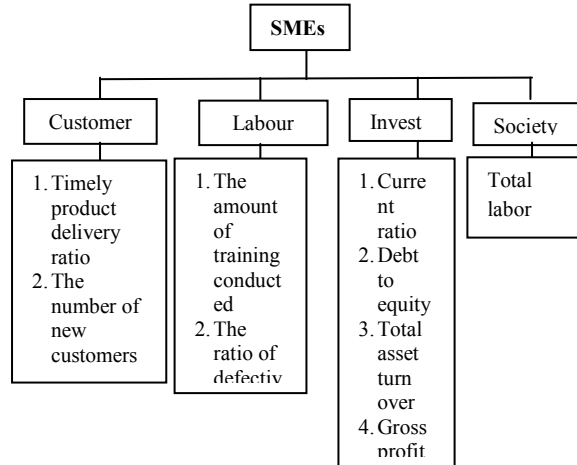 SMEs
Customer
Labour
Invest
Society
1. Timely
product
delivery
ratio
2. The
number of
new
customers
1. The
amount
of
training
conduct
ed
2. The
ratio of
defectiv
1. Curre
nt
ratio
2. Debt
to
equity
3. Total
asset
turn
over
4. Gross
profit
Total
labor